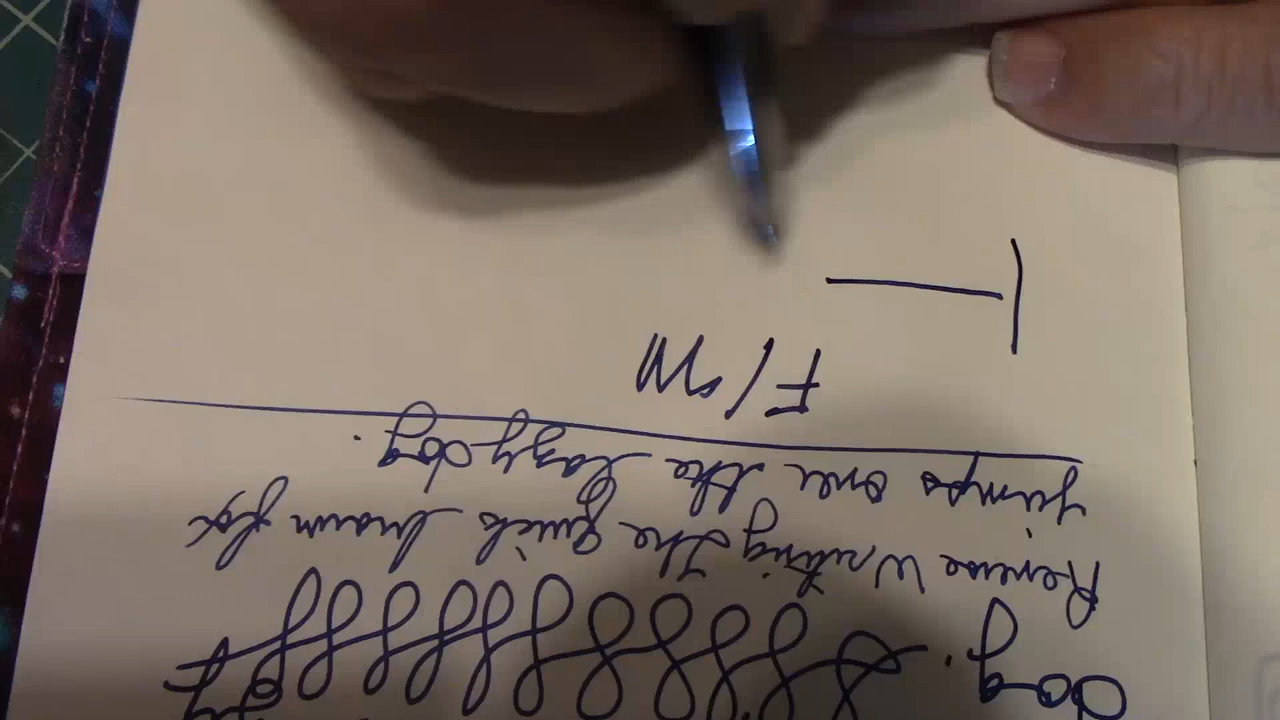 dog.
Reverse Writing The quick brown fox
jumps over the lazy dog.
F/M